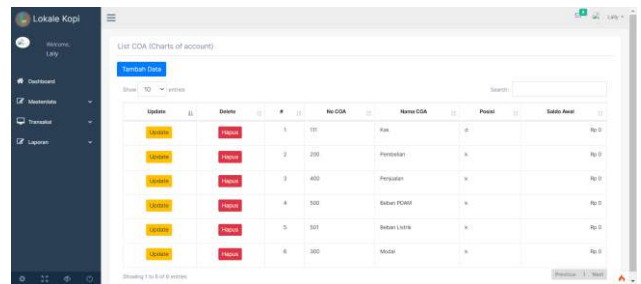 Lokale Kopi
Laily
Welcome,
Laily
Dashboard
Masterdata
Transaksi
Laporan
List COA (Charts of account)
Tambah Data
Show 10 entries
Search:
Update Delete # No COA Nama COA Posisi Saldo Awal
Update Hapus 1 111 Kas d Rp 0
Update Hapus 2 200 Pembelian k Rp 0
Update Hapus 3 400 Penjualan k Rp 0
Update Hapus 4 500 Beban PDAM k Rp 0
Update Hapus 5 501 Beban Listrik k Rp 0
Update Hapus 6 300 Modal k Rp 0
Showing 1 to 6 of 6 entries
Previous 1 Next